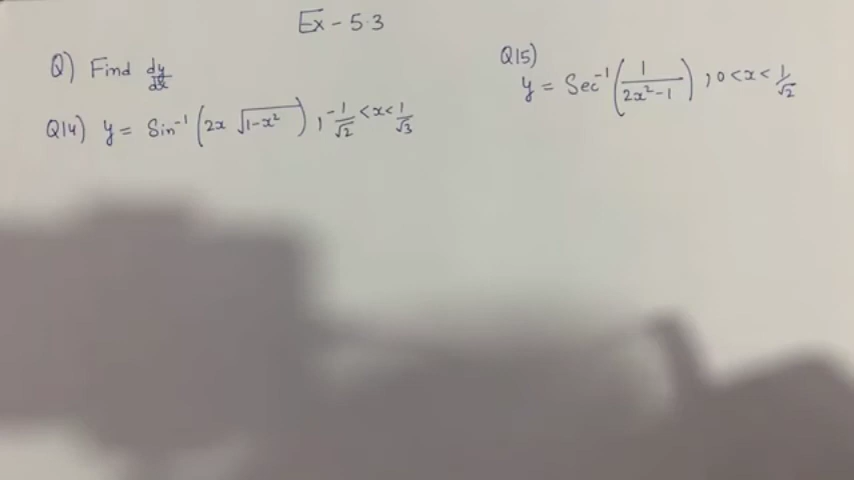 Ex - 5.3
Q) Find dy/dx
Q14) y = Sin⁻¹ (2x √1-x²), -1/√2 < x < 1/√3
Q15)
y = Sec⁻¹ (1/2x²-1), 0 < x < 1/√2